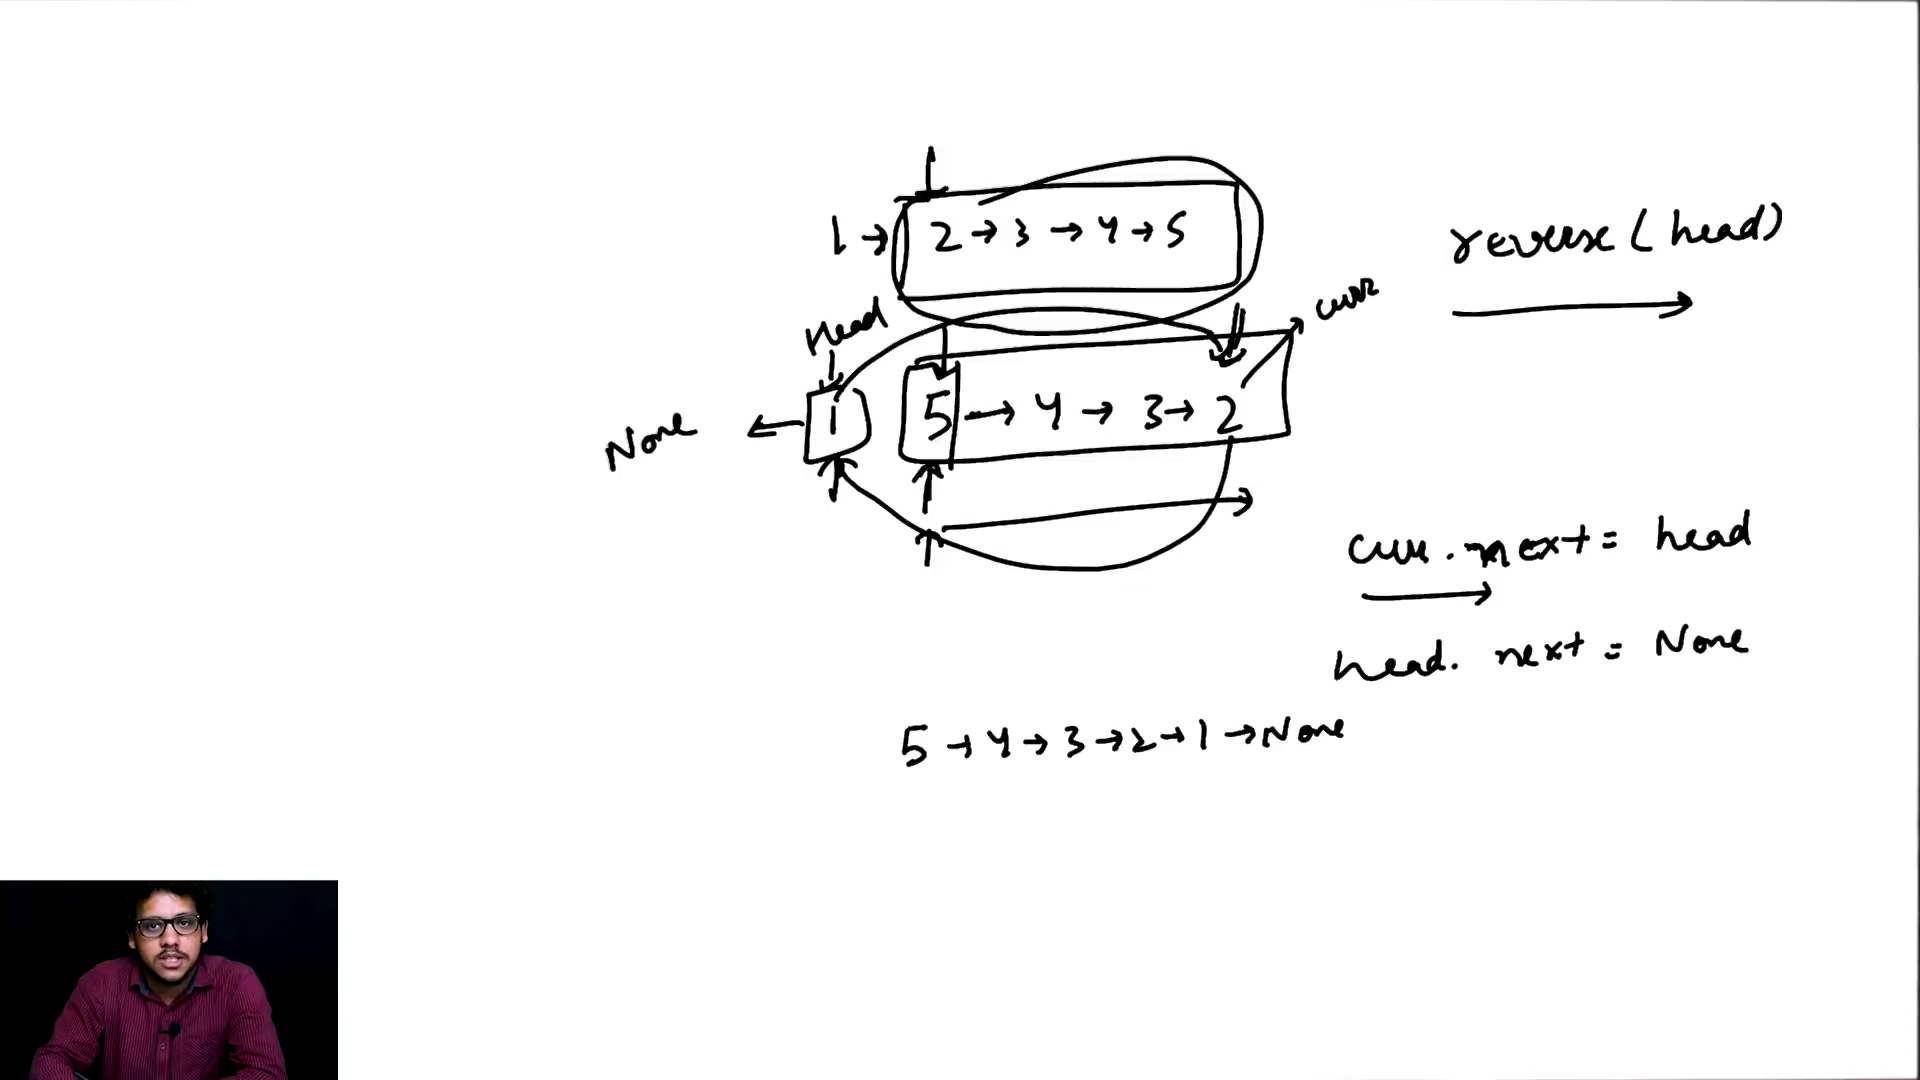 1 → 2 → 3 → 4 → 5
reverse (head)
Head
curr
None ← 1 5 → 4 → 3 → 2
curr.next = head
head.next = None
5 → 4 → 3 → 2 → 1 → None